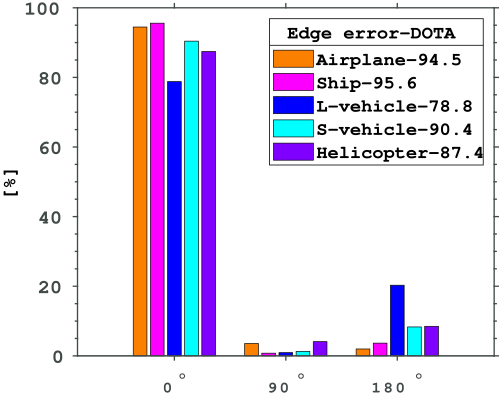 100
80
60
40
20
0
[%]
Edge error–DOTA
Airplane–94.5
Ship–95.6
L–vehicle–78.8
S–vehicle–90.4
Helicopter–87.4
0° 90° 180°